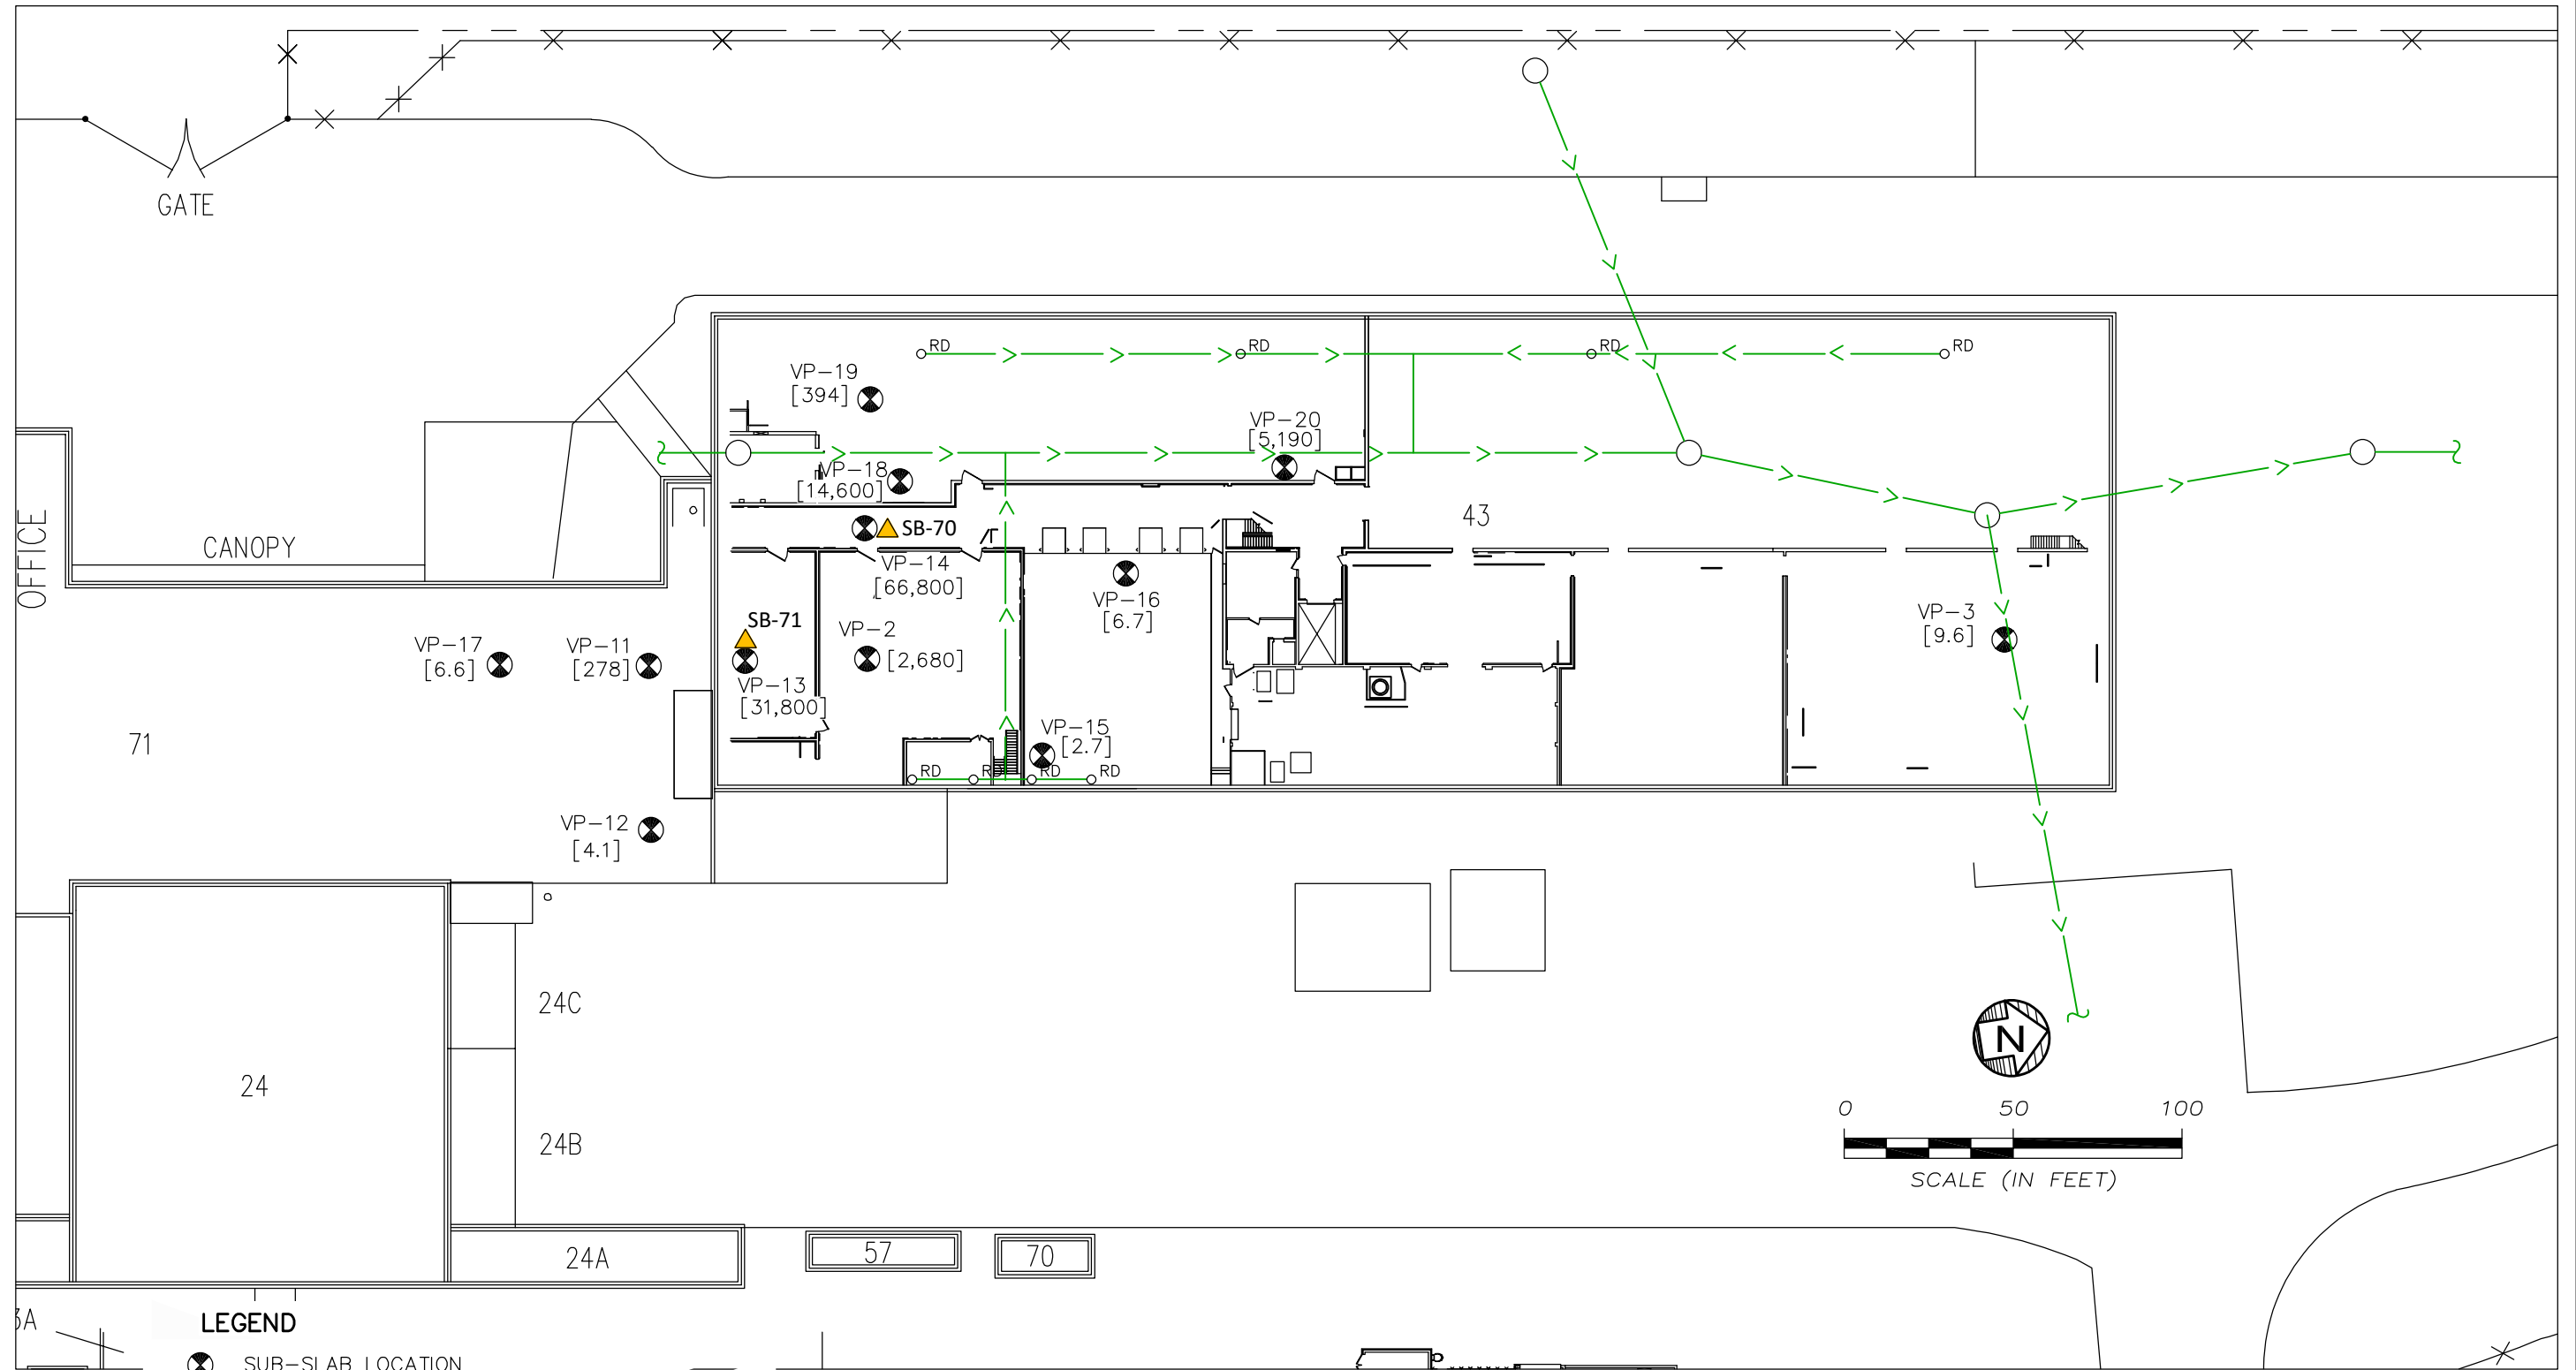 GATE
RD
RD
RD
RD
VP-19
[394]
VP-20
[5,190]
VP-18
[14,600]
SB-70
43
OFFICE
CANOPY
VP-14
[66,800]
VP-16
[6.7]
SB-71
VP-2
[2,680]
VP-3
[9.6]
VP-17
[6.6]
VP-11
[278]
VP-13
[31,800]
71
VP-15
[2.7]
RD
RD
RD
RD
VP-12
[4.1]
24C
N
24
24B
0 50 100
SCALE (IN FEET)
24A
57
70
3A
LEGEND
SUB-SLAB LOCATION